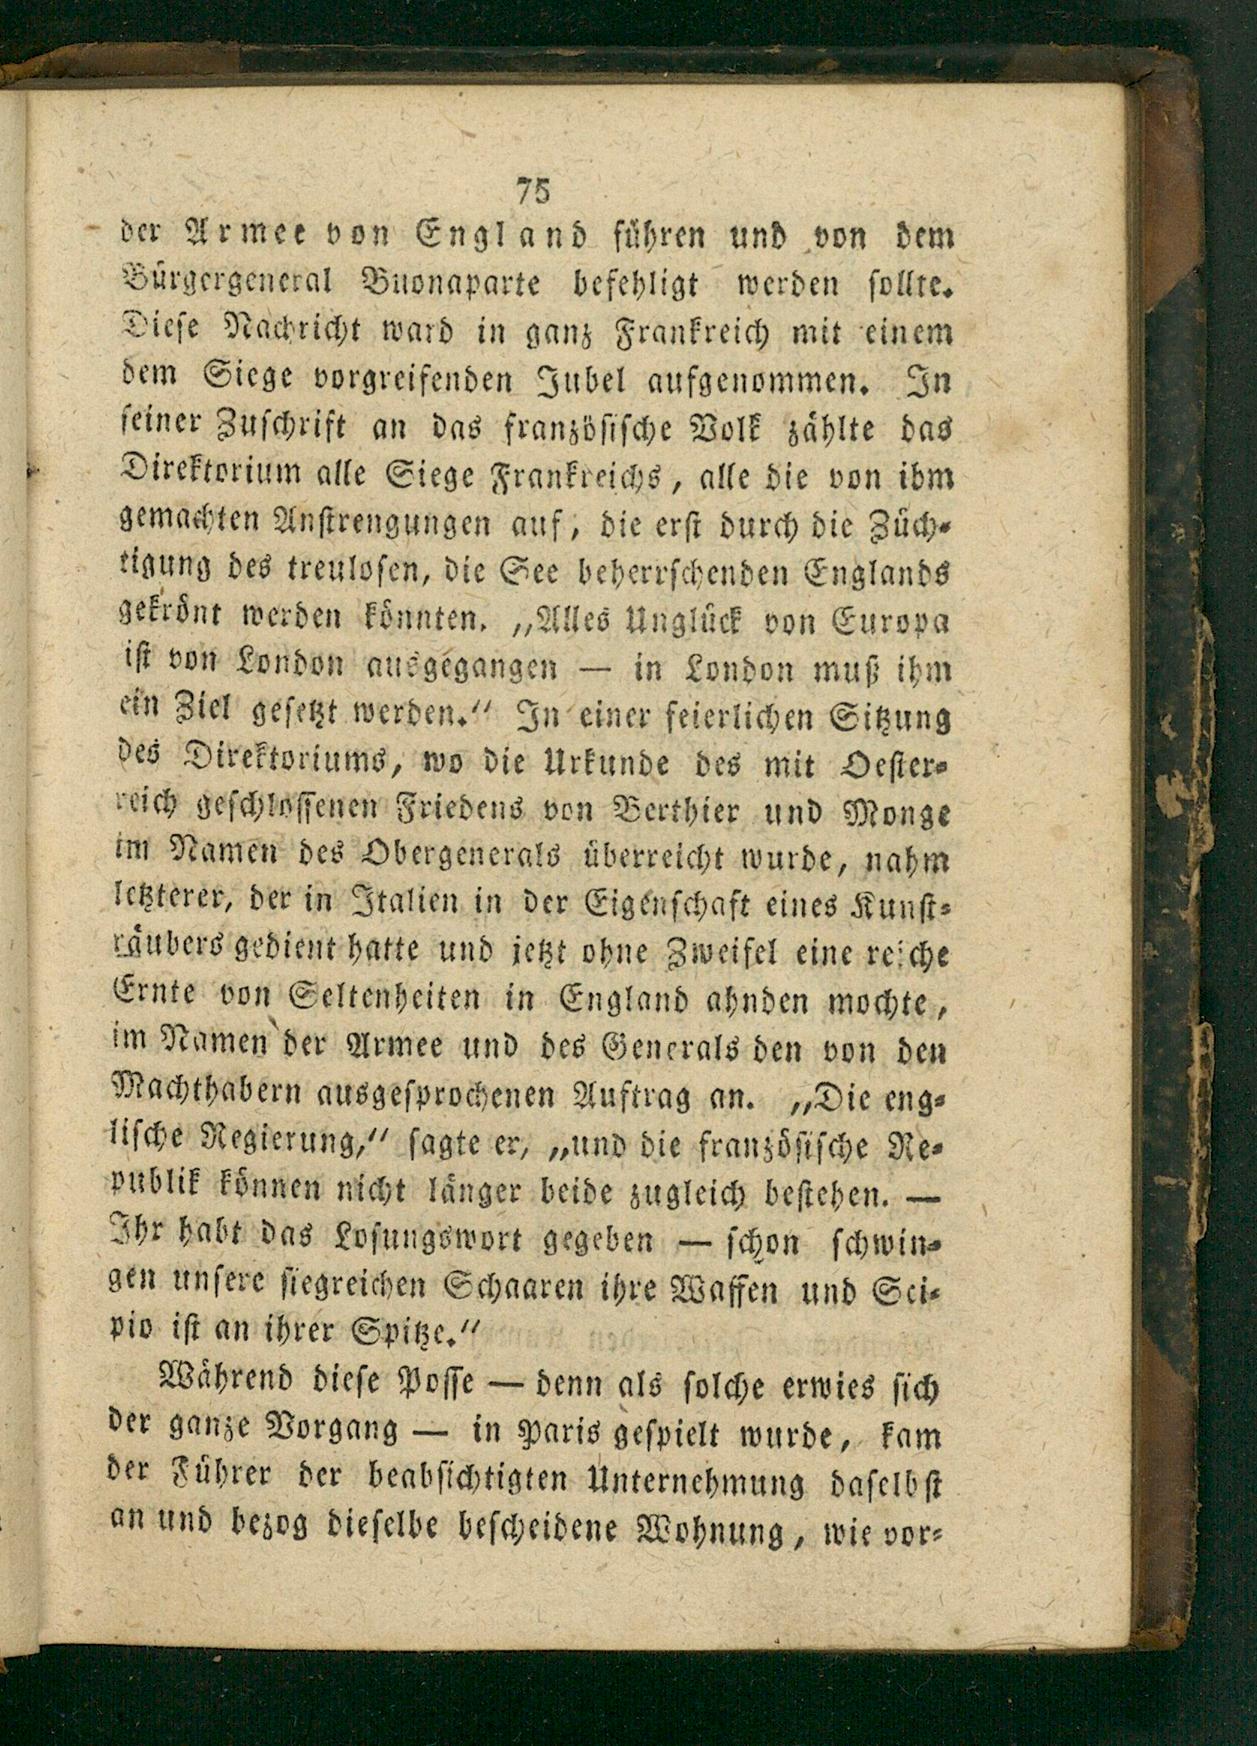 75
der Armee von England führen und von dem
Bürgergeneral Buonaparte befehligt werden sollte.
Diese Nachricht ward in ganz Frankreich mit einem
dem Siege vorgreifenden Jubel aufgenommen. In
seiner Zuschrift an das französische Volk zählte das
Direktorium alle Siege Frankreichs, alle die von ihm
gemachten Anstrengungen auf, die erst durch die Züch-
tigung des treulosen, die See beherrschenden Englands
gekrönt werden könnten. „Alles Unglück von Europa
ist von London ausgegangen — in London muß ihm
ein Ziel gesetzt werden.“ In einer feierlichen Sitzung
des Direktoriums, wo die Urkunde des mit Oester-
reich geschlossenen Friedens von Berthier und Monge
im Namen des Obergenerals überreicht wurde, nahm
letzterer, der in Italien in der Eigenschaft eines Kunst-
räubers gedient hatte und jetzt ohne Zweifel eine reiche
Ernte von Seltenheiten in England ahnden mochte,
im Namen der Armee und des Generals den von den
Machthabern ausgesprochenen Auftrag an. „Die eng-
lische Regierung,“ sagte er, „und die französische Re-
publik können nicht länger beide zugleich bestehen. —
Ihr habt das Losungswort gegeben — schon schwin-
gen unsere siegreichen Schaaren ihre Waffen und Sci-
pio ist an ihrer Spitze.“
Während diese Posse — denn als solche erwies sich
der ganze Vorgang — in Paris gespielt wurde, kam
der Führer der beabsichtigten Unternehmung daselbst
an und bezog dieselbe bescheidene Wohnung, wie vor-